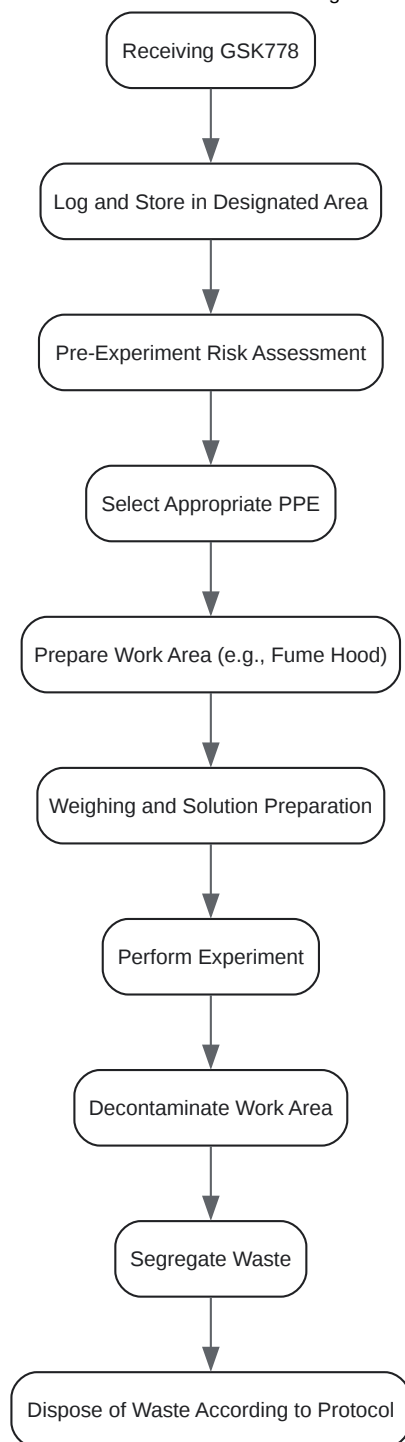 Receiving GSK778
Log and Store in Designated Area
Pre-Experiment Risk Assessment
Select Appropriate PPE
Prepare Work Area (e.g., Fume Hood)
Weighing and Solution Preparation
Perform Experiment
Decontaminate Work Area
Segregate Waste
Dispose of Waste According to Protocol